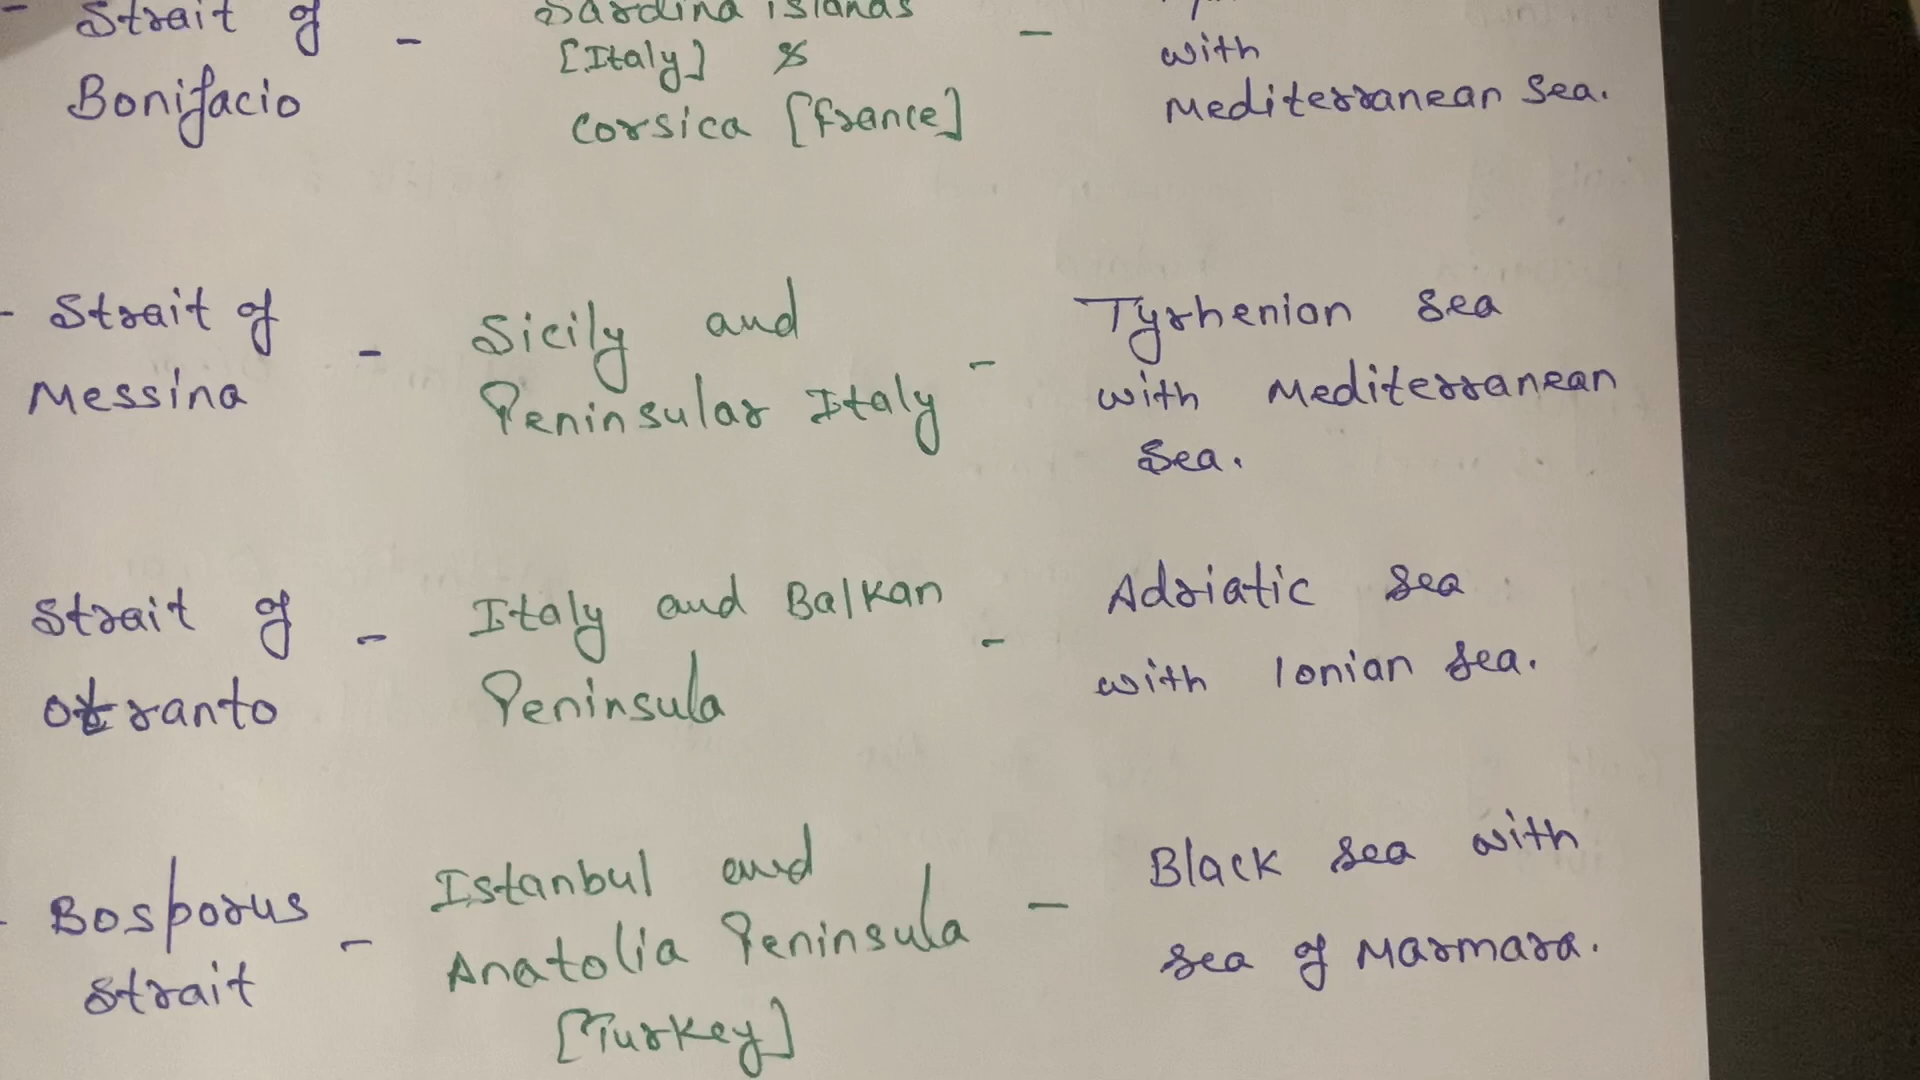 Strait of
Bonifacio
-
Sardina islands
[Italy] &
corsica [france]
-
with
Mediterranean Sea.
- Strait of
Messina
-
Sicily and
Peninsular Italy
-
Tyrhenion Sea
with Mediterranean
Sea.
Strait of
Otranto
-
Italy and Balkan
Peninsula
-
Adriatic Sea
with Ionian Sea.
- Bosporus
Strait
-
Istanbul and
Anatolia Peninsula
[Turkey]
-
Black Sea with
Sea of Marmara.